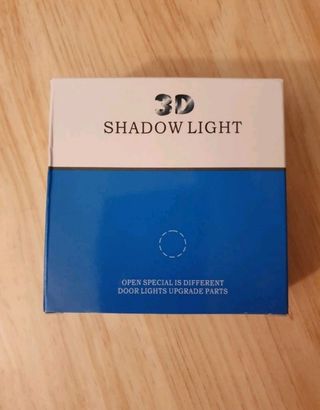 3D
SHADOW LIGHT
OPEN SPECIAL IS DIFFERENT
DOOR LIGHTS UPGRADE PARTS